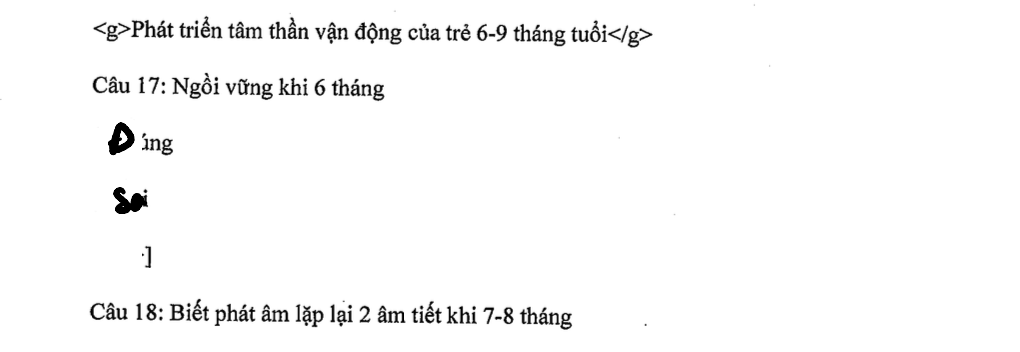 <g>Phát triển tâm thần vận động của trẻ 6-9 tháng tuổi</g>
Câu 17: Ngồi vững khi 6 tháng
Đúng
Sai
]
Câu 18: Biết phát âm lặp lại 2 âm tiết khi 7-8 tháng